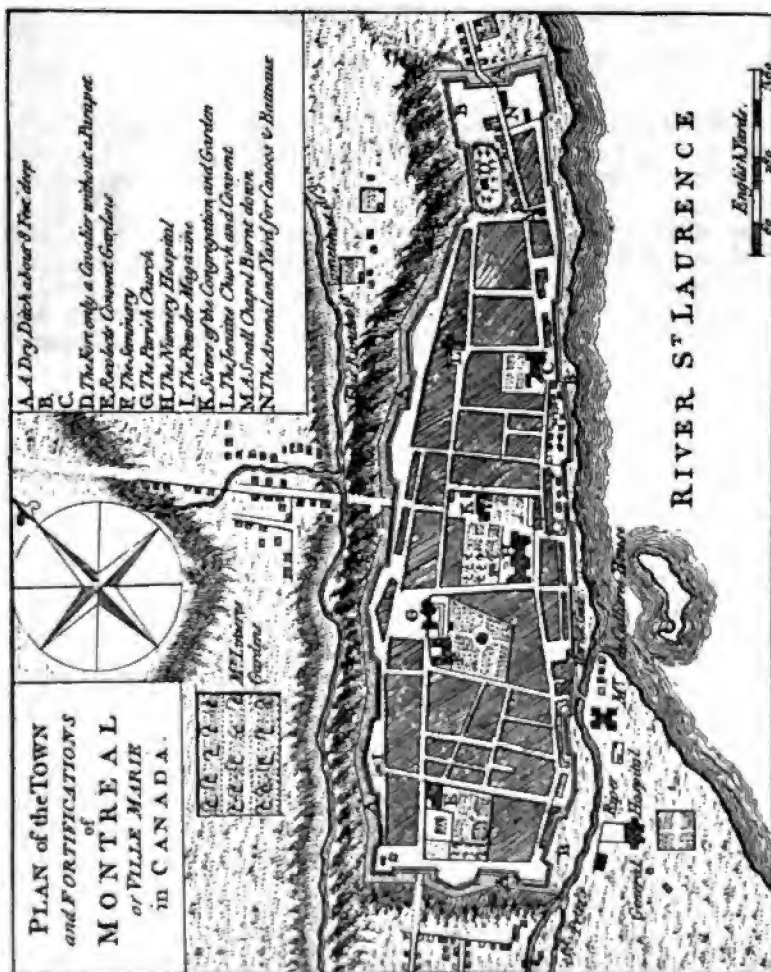 PLAN of the TOWN
and FORTIFICATIONS
of
MONTREAL
or VILLE MARIE
in CANADA.
A. A Dry Ditch about 8 Feet deep
B.
C.
D. The Fort only a Cavalier without a Parapet
E. Recolects Convent Gardens
F. The Seminary
G. The Parish Church
H. The Nunnery Hospital
I. The Powder Magazine
K. Sisters of the Congregation and Garden
L. The Jesuites Church and Convent
M. A Small Chapel Burnt down
N. The Arsenal and Yard for Canoes & Batteaux
Gardens
RIVER ST LAURENCE
English Yards.
General Hospital
B
N
K
G
E
B